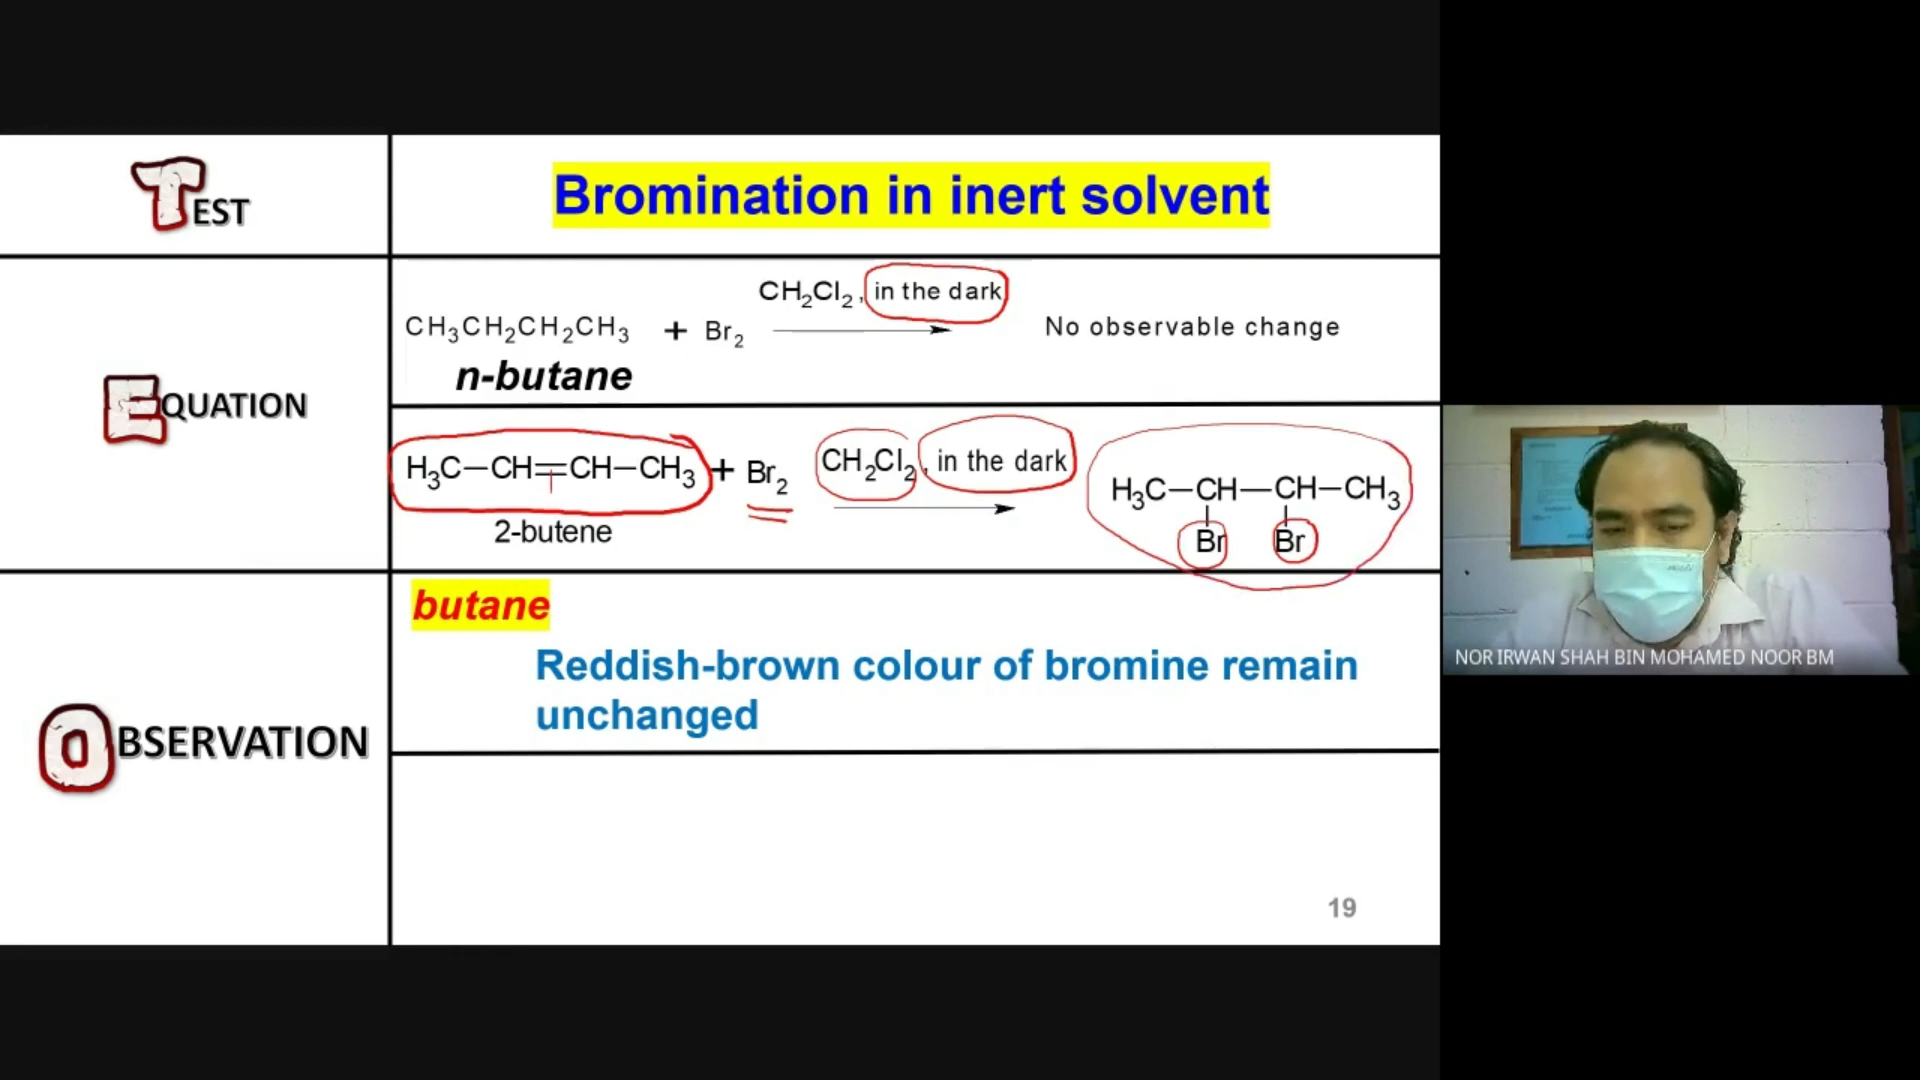 TEST
Bromination in inert solvent
EQUATION
CH₂Cl₂, in the dark
CH₃CH₂CH₂CH₃ + Br₂ No observable change
n-butane
H₃C—CH=CH—CH₃ + Br₂ CH₂Cl₂, in the dark H₃C—CH—CH—CH₃
Br Br
2-butene
OBSERVATION
butane
Reddish-brown colour of bromine remain
unchanged
19
NOR IRWAN SHAH BIN MOHAMED NOOR BM